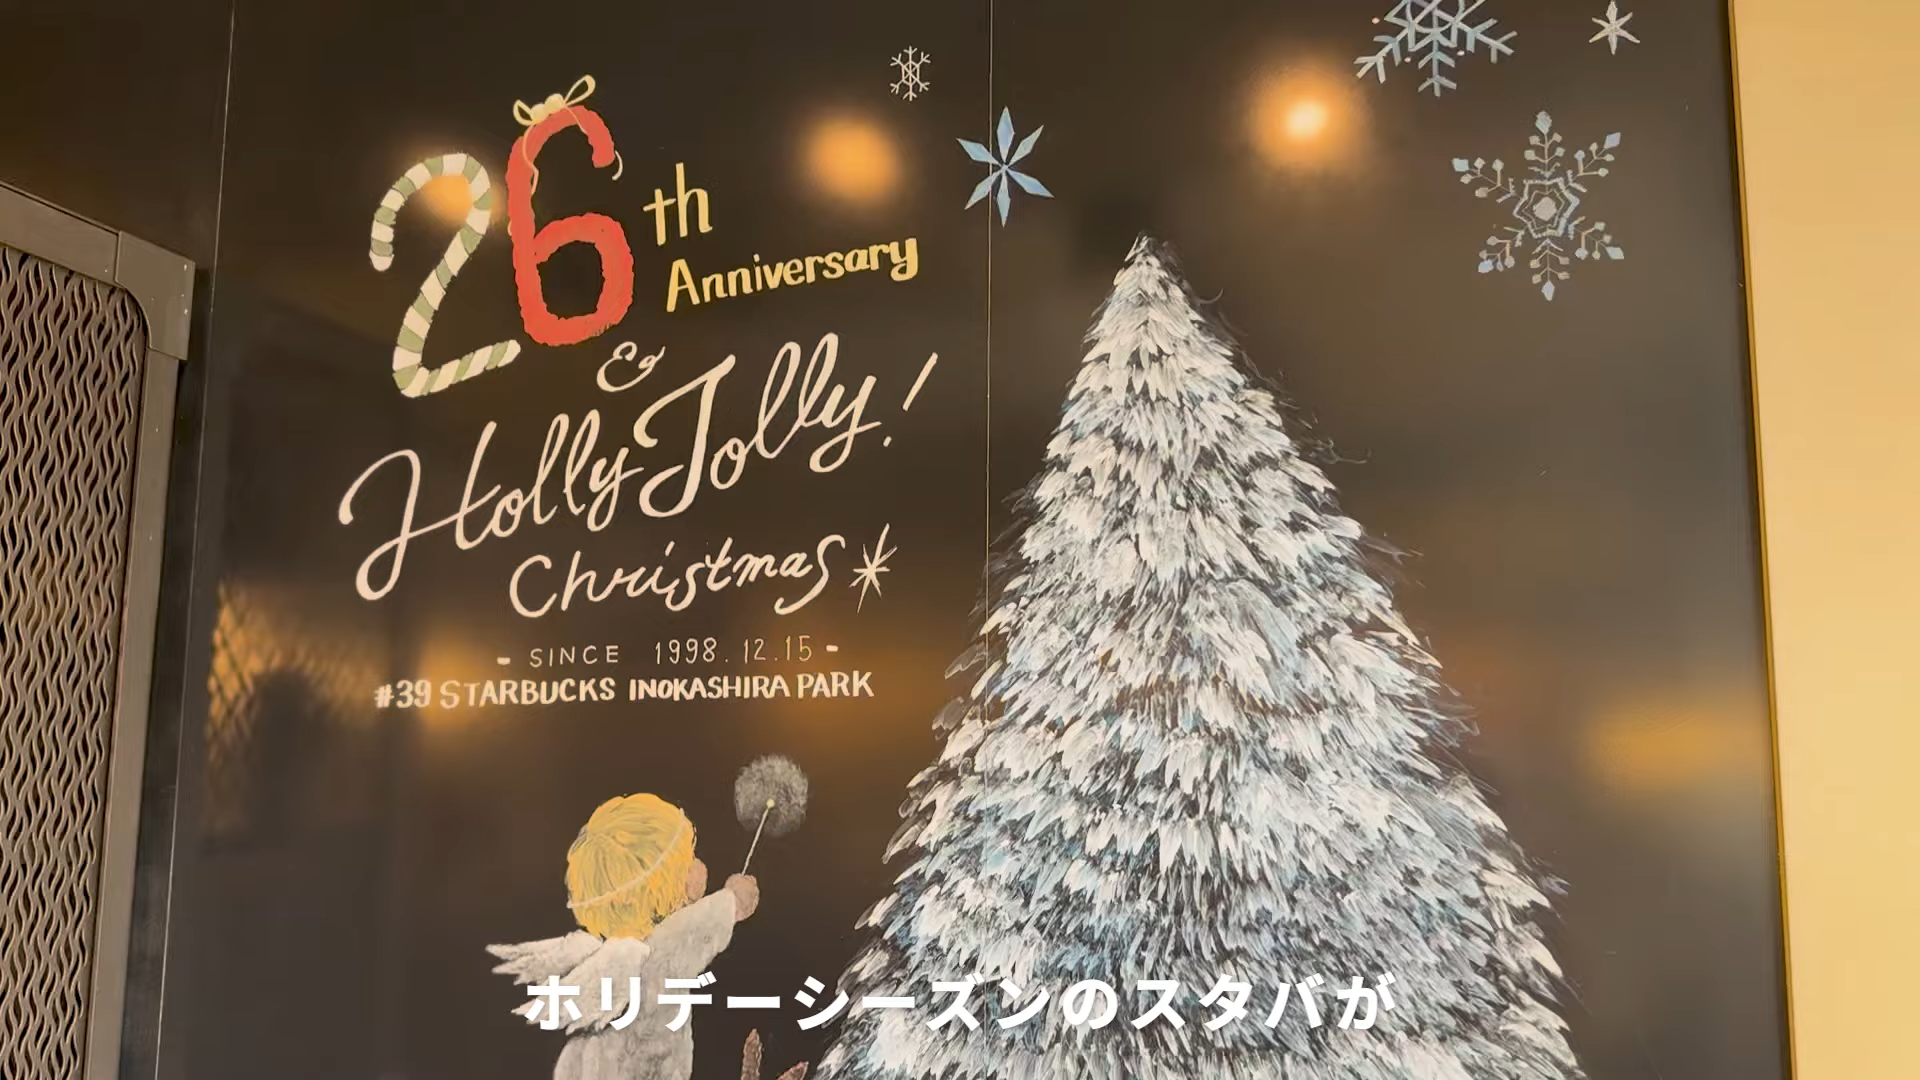 26th
Anniversary
&
Holly Jolly!
Christmas
- SINCE 1998.12.15 -
#39 STARBUCKS INOKASHIRA PARK
ホリデーシーズンのスタバが